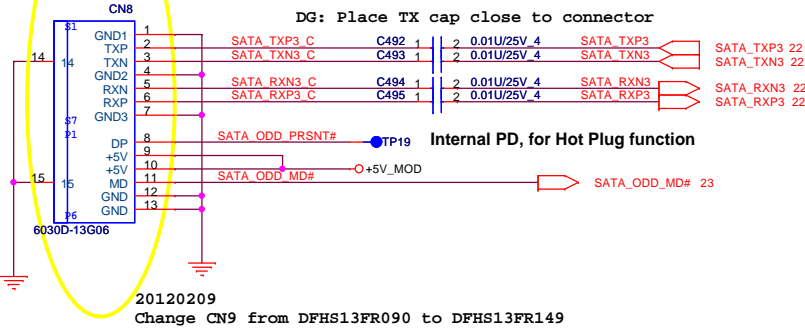 CN8
DG: Place TX cap close to connector
S1
GND1 1
TXP 2 SATA_TXP3_C C492 1 2 0.01U/25V_4 SATA_TXP3 SATA_TXP3 22
14 14 TXN 3 SATA_TXN3_C C493 1 2 0.01U/25V_4 SATA_TXN3 SATA_TXN3 22
GND2 4
RXN 5 SATA_RXN3_C C494 1 2 0.01U/25V_4 SATA_RXN3 SATA_RXN3 22
RXP 6 SATA_RXP3_C C495 1 2 0.01U/25V_4 SATA_RXP3 SATA_RXP3 22
GND3 7
S7
P1
DP 8 SATA_ODD_PRSNT# TP19 Internal PD, for Hot Plug function
+5V 9
+5V 10 +5V_MOD
15 15 MD 11 SATA_ODD_MD# SATA_ODD_MD# 23
GND 12
GND 13
P6
6030D-13G06
20120209
Change CN9 from DFHS13FR090 to DFHS13FR149